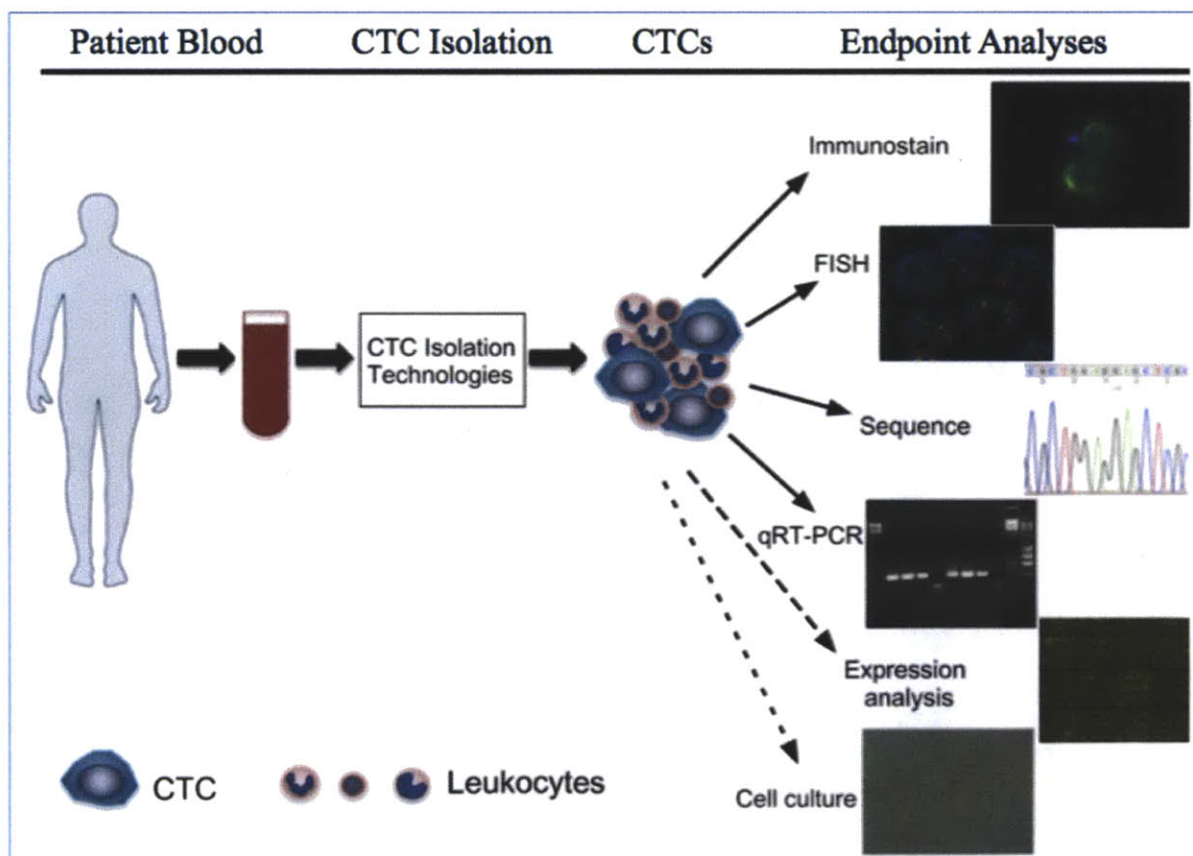 Patient Blood
CTC Isolation
CTCs
Endpoint Analyses
Immunostain
FISH
CTC Isolation
Technologies
Sequence
qRT-PCR
Expression
analysis
Cell culture
CTC
Leukocytes